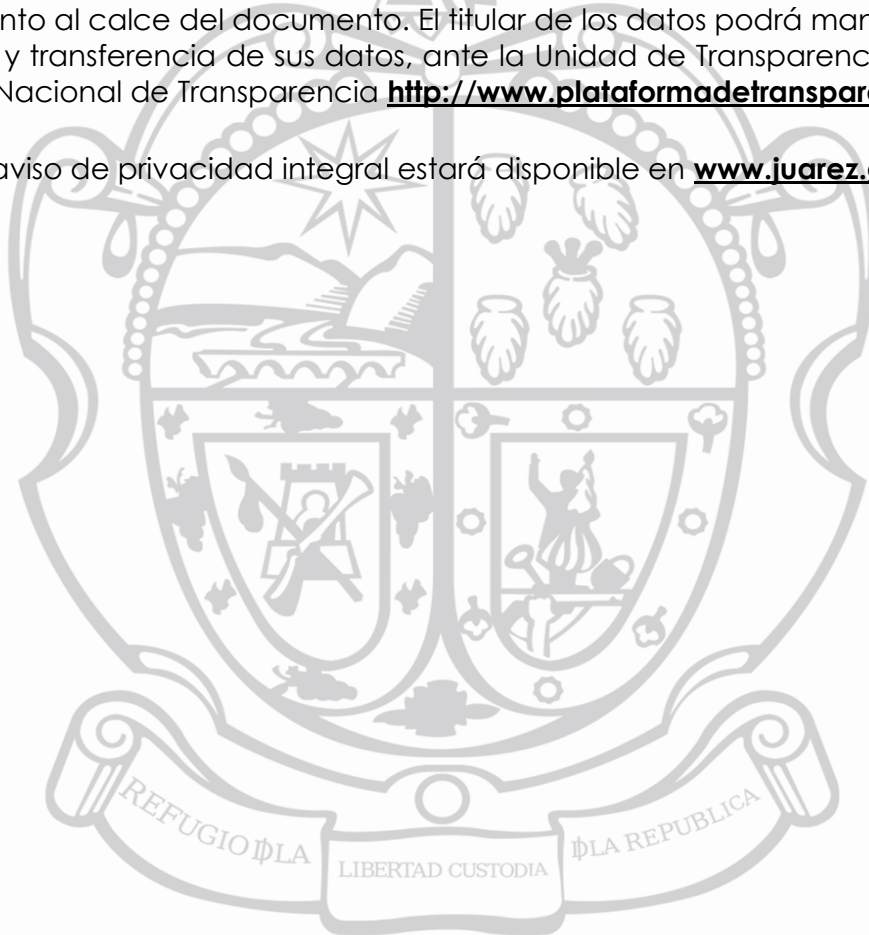 nto al calce del documento. El titular de los datos podrá man
y transferencia de sus datos, ante la Unidad de Transparenc
Nacional de Transparencia http://www.plataformadetranspar
aviso de privacidad integral estará disponible en www.juarez.
REFUGIO DLA
LIBERTAD CUSTODIA
DLA REPUBLICA